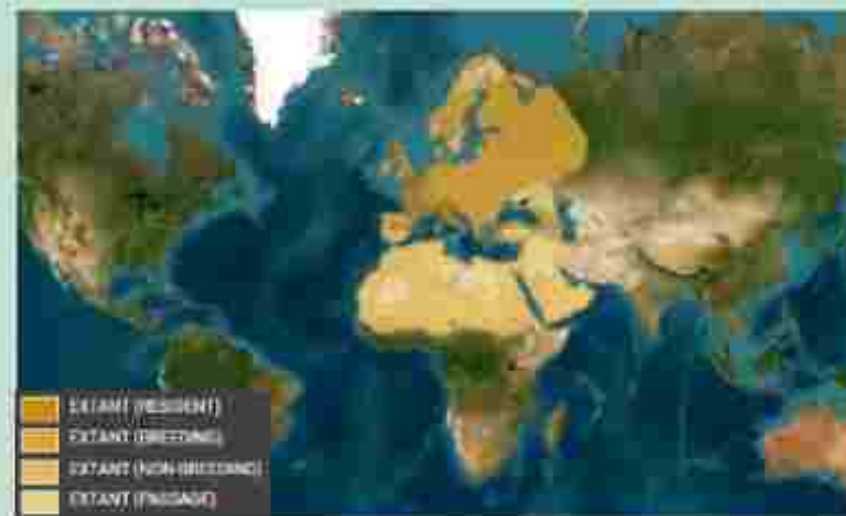 EXTANT (RESIDENT)
EXTANT (BREEDING)
EXTANT (NON-BREEDING)
EXTANT (PASSAGE)